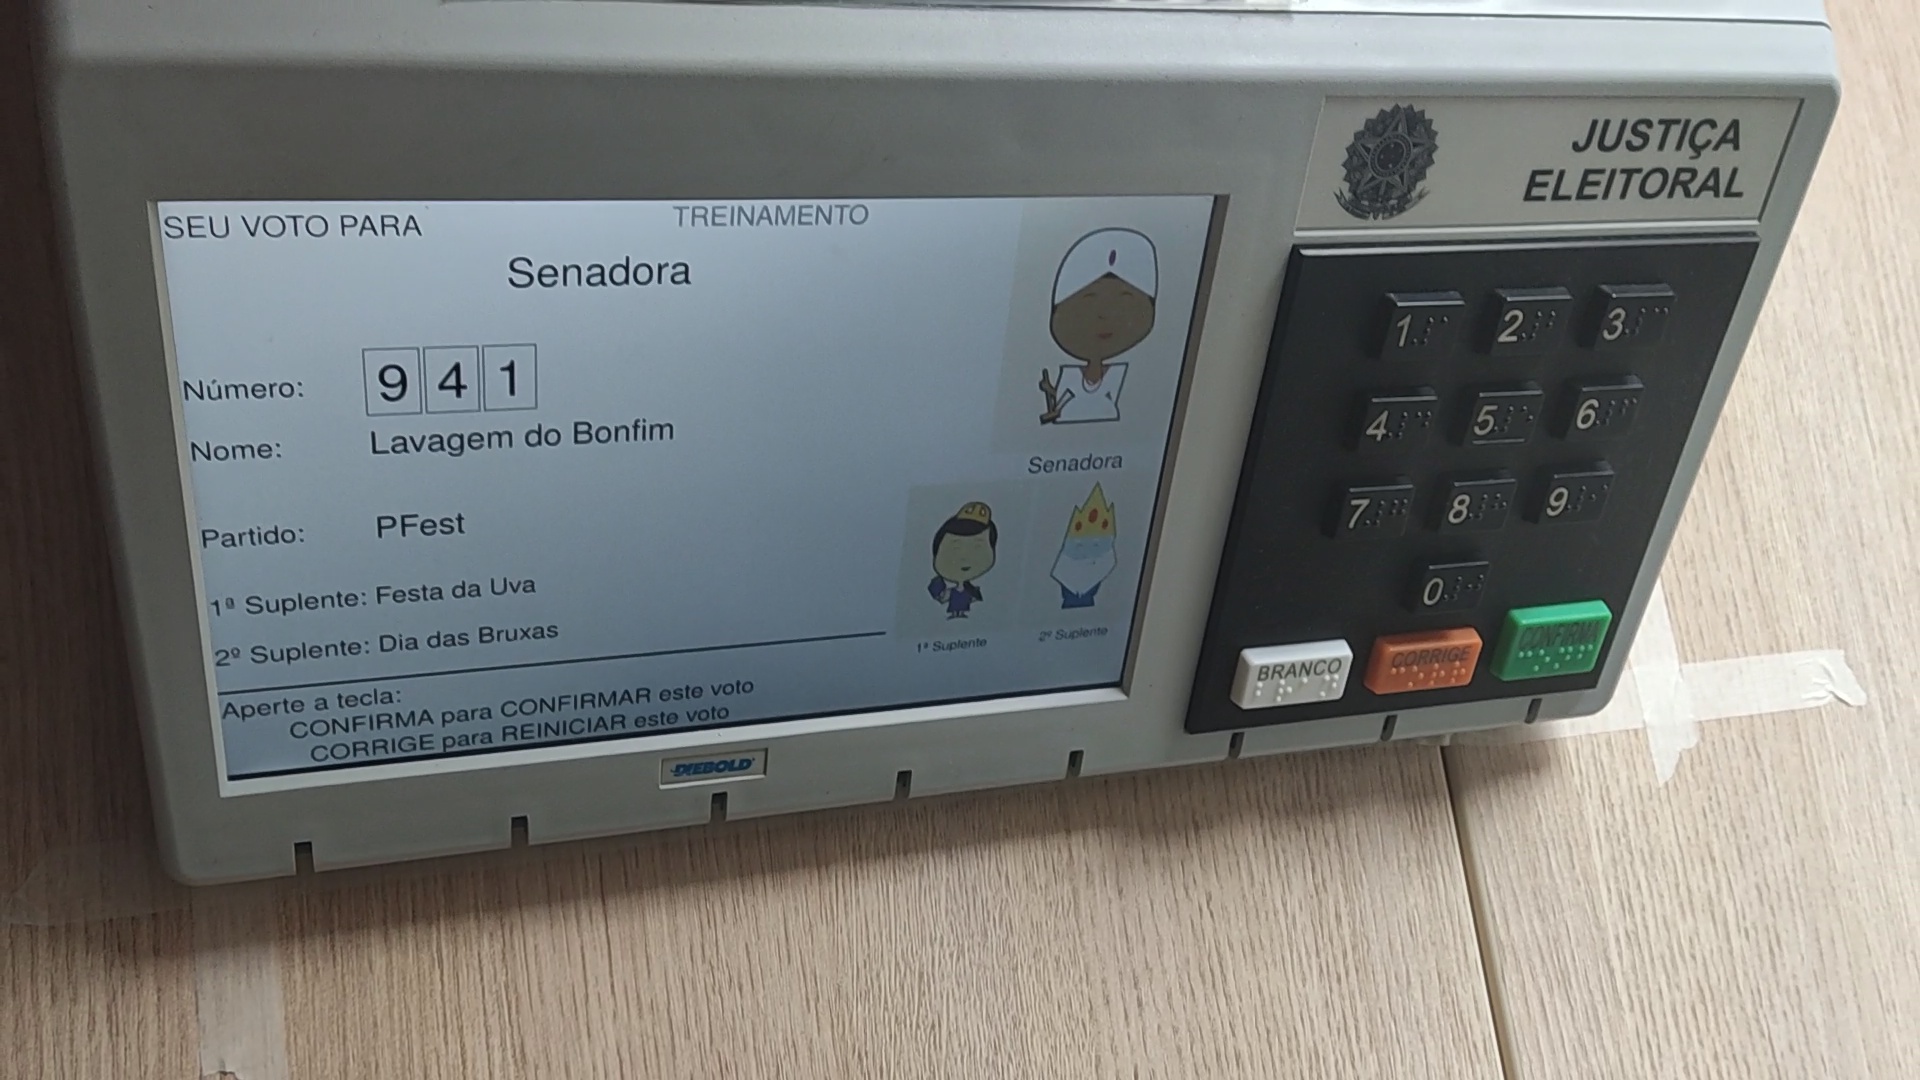 SEU VOTO PARA
TREINAMENTO
Senadora
Número: 9 4 1
Nome: Lavagem do Bonfim
Partido: PFest
1ª Suplente: Festa da Uva
2º Suplente: Dia das Bruxas
Senadora
1ª Suplente
2º Suplente
Aperte a tecla:
CONFIRMA para CONFIRMAR este voto
CORRIGE para REINICIAR este voto
DIEBOLD
JUSTIÇA
ELEITORAL
1 2 3
4 5 6
7 8 9
0
BRANCO CORRIGE CONFIRMA